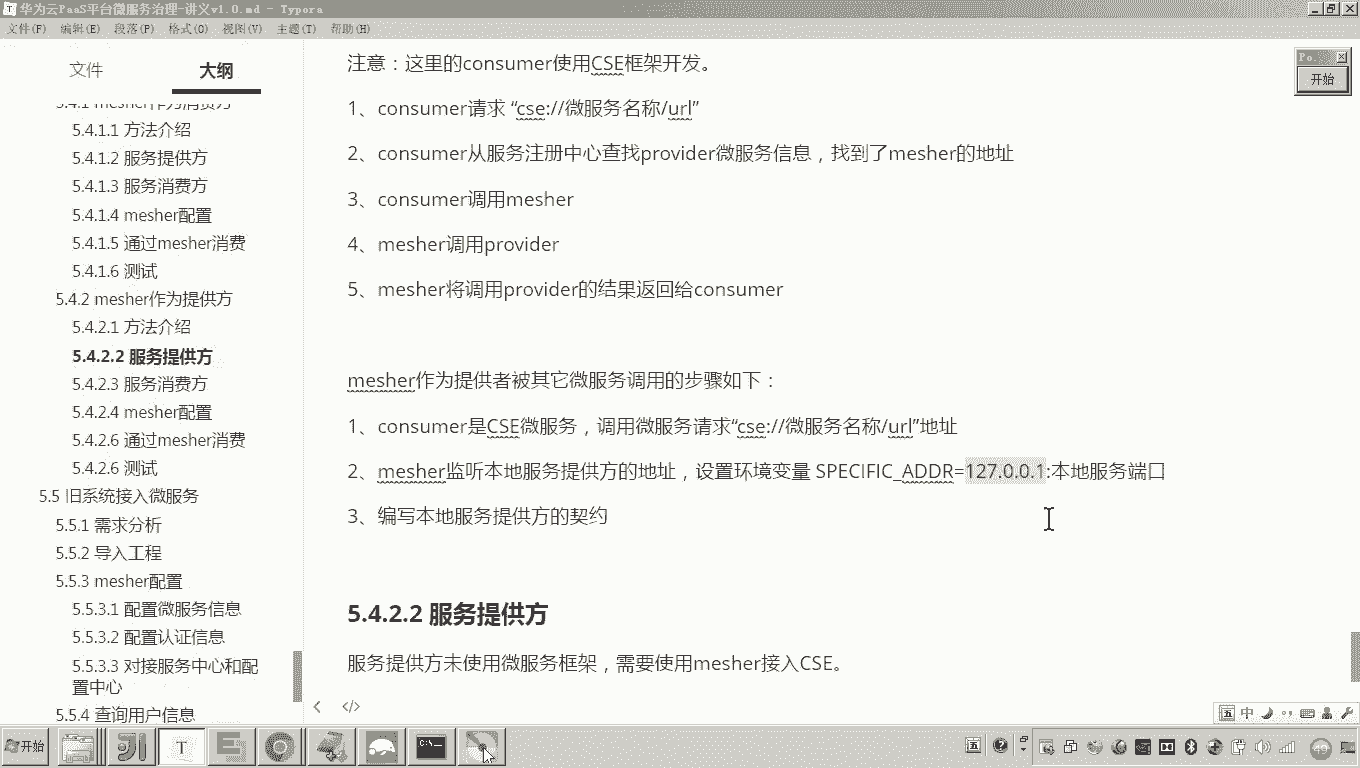 华为云PaaS平台微服务治理-讲义v1.0.md - Typora
文件(F) 编辑(E) 段落(P) 格式(O) 视图(V) 主题(T) 帮助(H)
文件 大纲
5.4.1 mesher作为消费方
5.4.1.1 方法介绍
5.4.1.2 服务提供方
5.4.1.3 服务消费方
5.4.1.4 mesher配置
5.4.1.5 通过mesher消费
5.4.1.6 测试
5.4.2 mesher作为提供方
5.4.2.1 方法介绍
5.4.2.2 服务提供方
5.4.2.3 服务消费方
5.4.2.4 mesher配置
5.4.2.6 通过mesher消费
5.4.2.6 测试
5.5 旧系统接入微服务
5.5.1 需求分析
5.5.2 导入工程
5.5.3 mesher配置
5.5.3.1 配置微服务信息
5.5.3.2 配置认证信息
5.5.3.3 对接服务中心和配
置中心
5.5.4 查询用户信息
注意：这里的consumer使用CSE框架开发。
1、consumer请求 “cse://微服务名称/url”
2、consumer从服务注册中心查找provider微服务信息，找到了mesher的地址
3、consumer调用mesher
4、mesher调用provider
5、mesher将调用provider的结果返回给consumer
mesher作为提供者被其它微服务调用的步骤如下：
1、consumer是CSE微服务，调用微服务请求“cse://微服务名称/url”地址
2、mesher监听本地服务提供方的地址，设置环境变量 SPECIFIC_ADDR=127.0.0.1:本地服务端口
3、编写本地服务提供方的契约
5.4.2.2 服务提供方
服务提供方未使用微服务框架，需要使用mesher接入CSE。
Po.
开始
五 中
开始
五
49